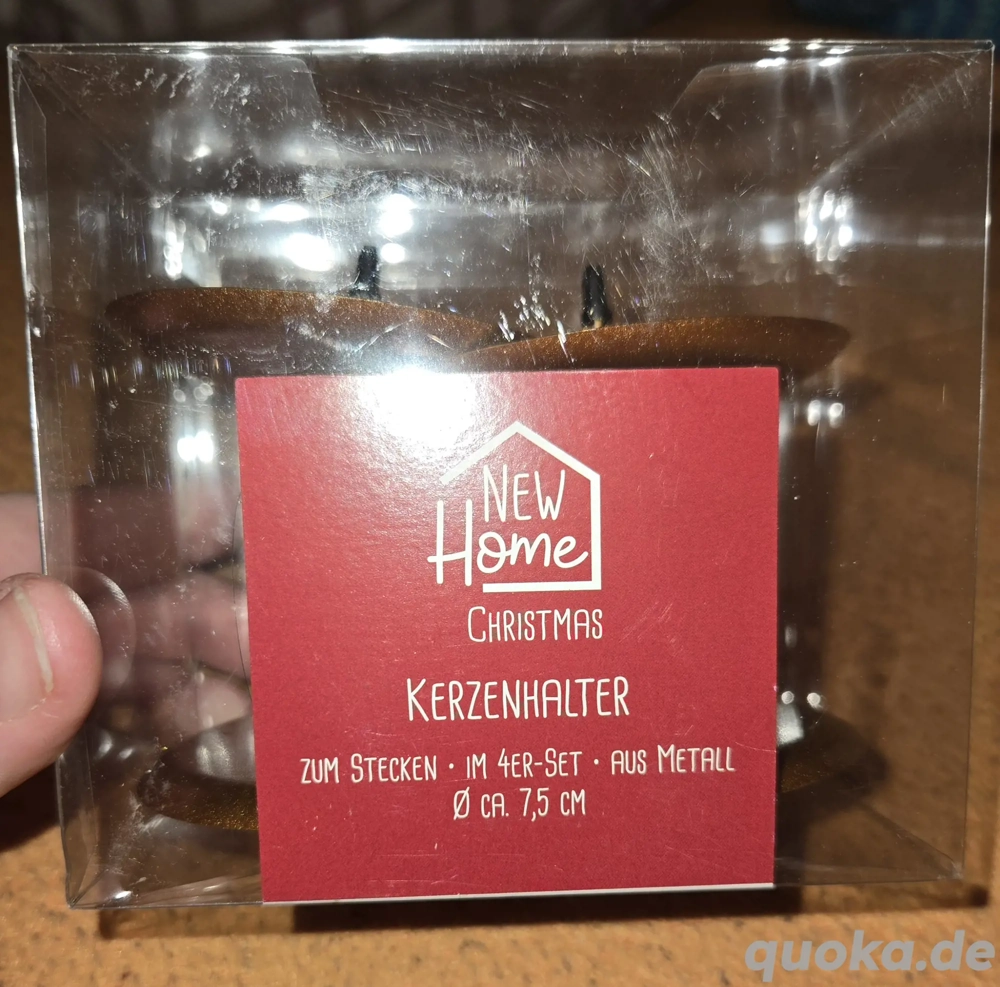 NEW
Home
CHRISTMAS
KERZENHALTER
ZUM STECKEN • IM 4ER-SET • AUS METALL
Ø CA. 7,5 CM
quoka.de